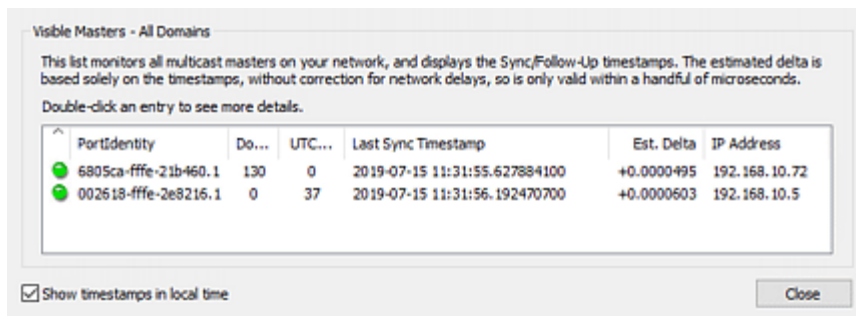 Visible Masters - All Domains
This list monitors all multicast masters on your network, and displays the Sync/Follow-Up timestamps. The estimated delta is
based solely on the timestamps, without correction for network delays, so is only valid within a handful of microseconds.
Double-click an entry to see more details.
PortIdentity Do... UTC... Last Sync Timestamp Est. Delta IP Address
6805ca-fffe-21b460.1 130 0 2019-07-15 11:31:55.627884100 +0.0000495 192.168.10.72
002618-fffe-2e8216.1 0 37 2019-07-15 11:31:56.192470700 +0.0000603 192.168.10.5
Show timestamps in local time Close